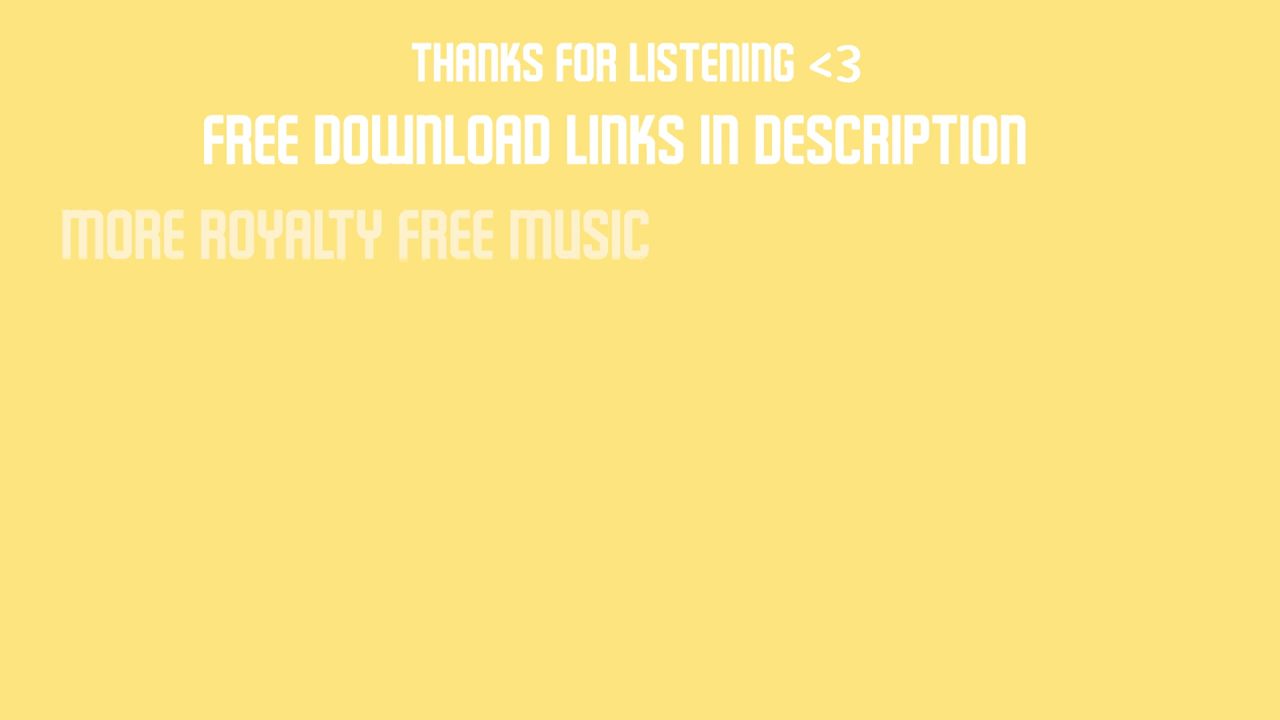 THANKS FOR LISTENING <3
FREE DOWNLOAD LINKS IN DESCRIPTION
MORE ROYALTY FREE MUSIC